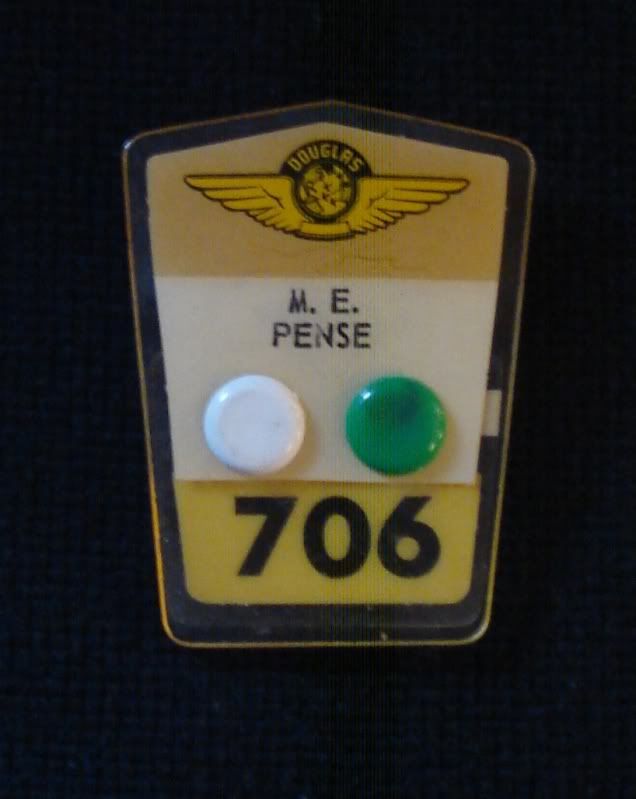 DOUGLAS
M. E.
PENSE
706